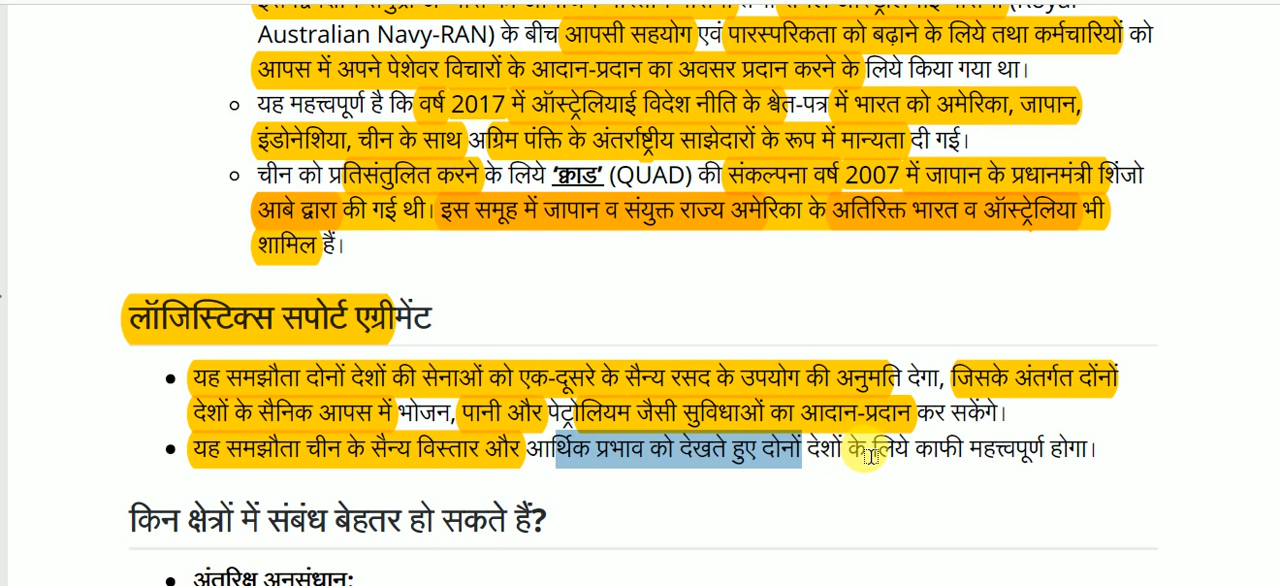 (Royal
Australian Navy-RAN) के बीच आपसी सहयोग एवं पारस्परिकता को बढ़ाने के लिये तथा कर्मचारियों को
आपस में अपने पेशेवर विचारों के आदान-प्रदान का अवसर प्रदान करने के लिये किया गया था।
यह महत्त्वपूर्ण है कि वर्ष 2017 में ऑस्ट्रेलियाई विदेश नीति के श्वेत-पत्र में भारत को अमेरिका, जापान,
इंडोनेशिया, चीन के साथ अग्रिम पंक्ति के अंतर्राष्ट्रीय साझेदारों के रूप में मान्यता दी गई।
चीन को प्रतिसंतुलित करने के लिये ‘क्वाड’ (QUAD) की संकल्पना वर्ष 2007 में जापान के प्रधानमंत्री शिंजो
आबे द्वारा की गई थी। इस समूह में जापान व संयुक्त राज्य अमेरिका के अतिरिक्त भारत व ऑस्ट्रेलिया भी
शामिल हैं।
लॉजिस्टिक्स सपोर्ट एग्रीमेंट
यह समझौता दोनों देशों की सेनाओं को एक-दूसरे के सैन्य रसद के उपयोग की अनुमति देगा, जिसके अंतर्गत दोंनों
देशों के सैनिक आपस में भोजन, पानी और पेट्रोलियम जैसी सुविधाओं का आदान-प्रदान कर सकेंगे।
यह समझौता चीन के सैन्य विस्तार और आर्थिक प्रभाव को देखते हुए दोनों देशों के लिये काफी महत्त्वपूर्ण होगा।
किन क्षेत्रों में संबंध बेहतर हो सकते हैं?
अंतरिक्ष अनुसंधान: